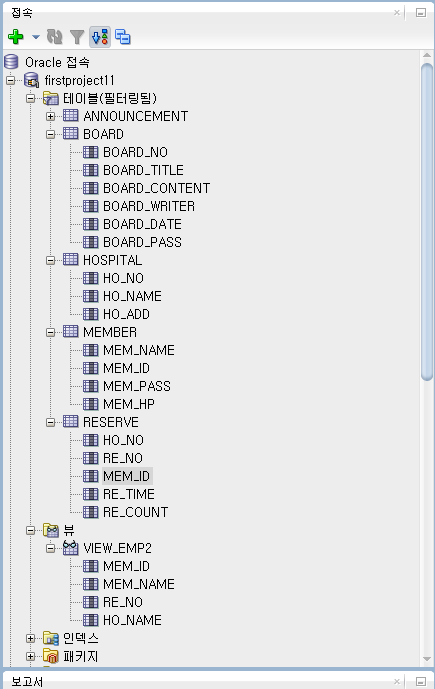 접속
Oracle 접속
firstproject11
테이블(필터링됨)
ANNOUNCEMENT
BOARD
BOARD_NO
BOARD_TITLE
BOARD_CONTENT
BOARD_WRITER
BOARD_DATE
BOARD_PASS
HOSPITAL
HO_NO
HO_NAME
HO_ADD
MEMBER
MEM_NAME
MEM_ID
MEM_PASS
MEM_HP
RESERVE
HO_NO
RE_NO
MEM_ID
RE_TIME
RE_COUNT
뷰
VIEW_EMP2
MEM_ID
MEM_NAME
RE_NO
HO_NAME
인덱스
패키지
보고서